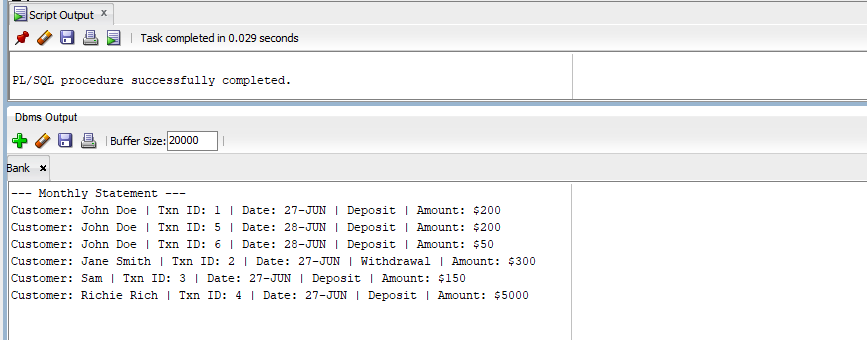 Script Output x
Task completed in 0.029 seconds
PL/SQL procedure successfully completed.
Dbms Output
Buffer Size: 20000
Bank x
--- Monthly Statement ---
Customer: John Doe | Txn ID: 1 | Date: 27-JUN | Deposit | Amount: $200
Customer: John Doe | Txn ID: 5 | Date: 28-JUN | Deposit | Amount: $200
Customer: John Doe | Txn ID: 6 | Date: 28-JUN | Deposit | Amount: $50
Customer: Jane Smith | Txn ID: 2 | Date: 27-JUN | Withdrawal | Amount: $300
Customer: Sam | Txn ID: 3 | Date: 27-JUN | Deposit | Amount: $150
Customer: Richie Rich | Txn ID: 4 | Date: 27-JUN | Deposit | Amount: $5000